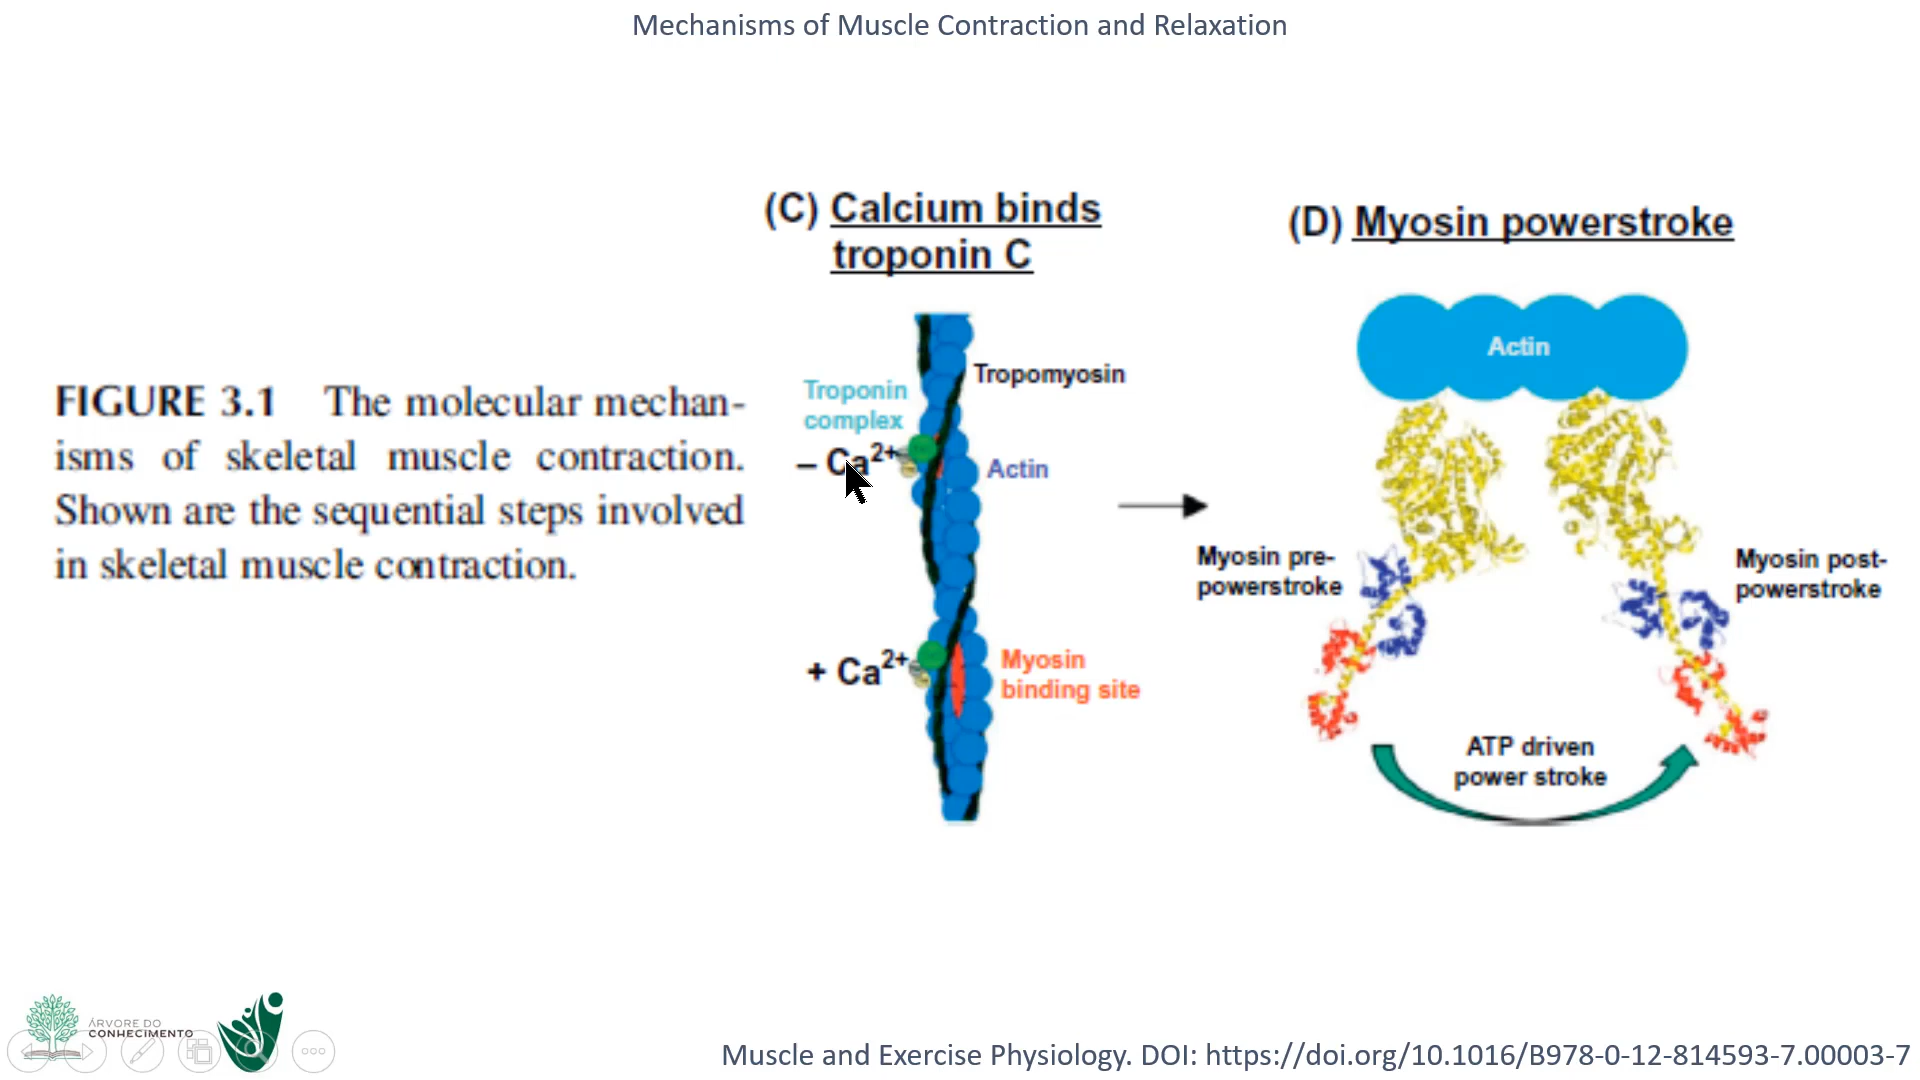 Mechanisms of Muscle Contraction and Relaxation
FIGURE 3.1 The molecular mechan-
isms of skeletal muscle contraction.
Shown are the sequential steps involved
in skeletal muscle contraction.
(C) Calcium binds
troponin C
Tropomyosin
Troponin
complex
– Ca2+
Actin
+ Ca2+
Myosin
binding site
(D) Myosin powerstroke
Actin
Myosin pre-
powerstroke
Myosin post-
powerstroke
ATP driven
power stroke
ÁRVORE DO
CONHECIMENTO
Muscle and Exercise Physiology. DOI: https://doi.org/10.1016/B978-0-12-814593-7.00003-7